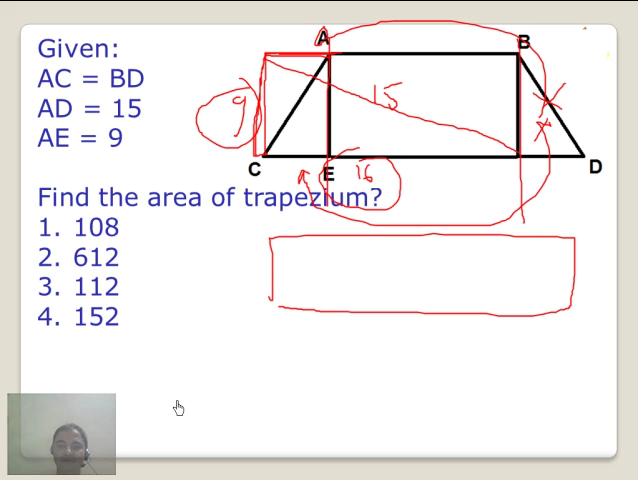 Given:
AC = BD
AD = 15
AE = 9
A
B
9
15
C
E
16
D
Find the area of trapezium?
1. 108
2. 612
3. 112
4. 152